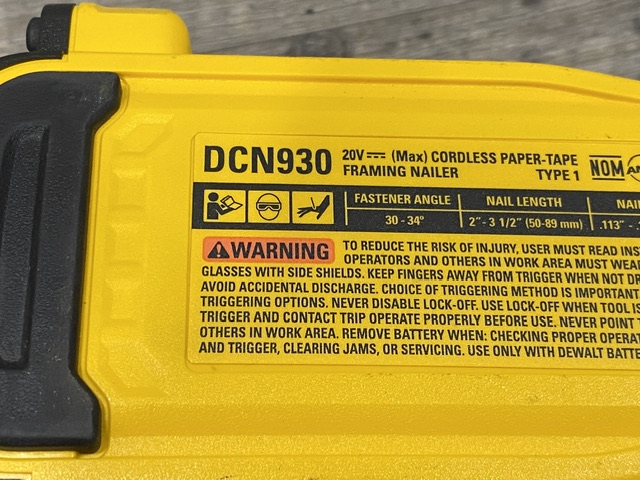 DCN930 20V⎓ (Max) CORDLESS PAPER-TAPE
FRAMING NAILER TYPE 1
NOM
FASTENER ANGLE NAIL LENGTH
30 - 34° 2" - 3 1/2" (50-89 mm) .113" -
WARNING TO REDUCE THE RISK OF INJURY, USER MUST READ
OPERATORS AND OTHERS IN WORK AREA MUST
GLASSES WITH SIDE SHIELDS. KEEP FINGERS AWAY FROM TRIGGER WHEN NOT
AVOID ACCIDENTAL DISCHARGE. CHOICE OF TRIGGERING METHOD IS IMPORTANT
TRIGGERING OPTIONS. NEVER DISABLE LOCK-OFF. USE LOCK-OFF WHEN TOOL IS
TRIGGER AND CONTACT TRIP OPERATE PROPERLY BEFORE USE. NEVER POINT
OTHERS IN WORK AREA. REMOVE BATTERY WHEN: CHECKING PROPER
AND TRIGGER, CLEARING JAMS, OR SERVICING. USE ONLY WITH DEWALT